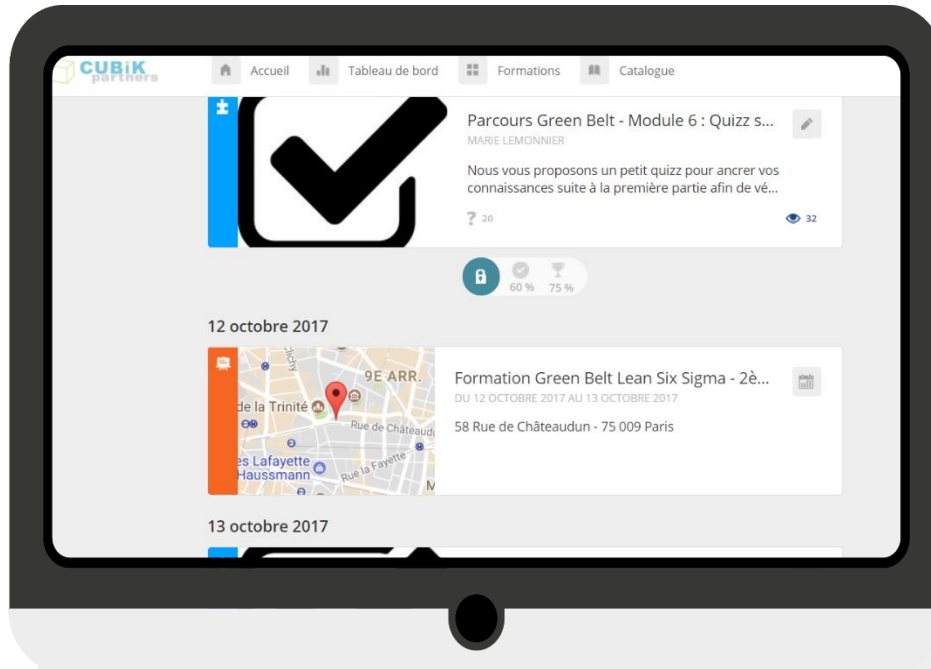 CUBiK
partners
Accueil
Tableau de bord
Formations
Catalogue
Parcours Green Belt - Module 6 : Quizz s...
MARIE LEMONNIER
Nous vous proposons un petit quizz pour ancrer vos
connaissances suite à la première partie afin de vé...
? 20
32
60 %
75 %
12 octobre 2017
Clichy
9E ARR.
de la Trinité
Rue de Châteaudu
es Lafayette
Haussmann
Rue la Fayette
M
Formation Green Belt Lean Six Sigma - 2è...
DU 12 OCTOBRE 2017 AU 13 OCTOBRE 2017
58 Rue de Châteaudun - 75 009 Paris
13 octobre 2017